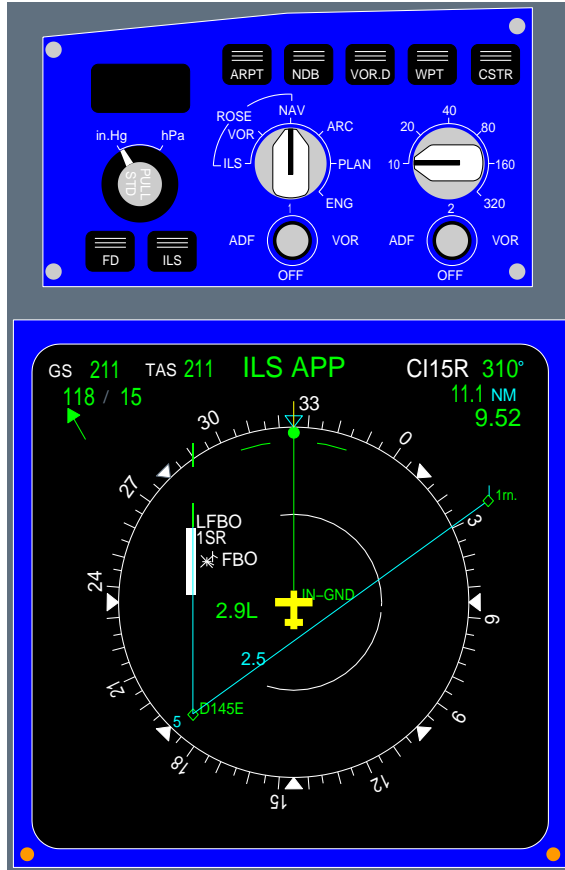 ARPT NDB VOR.D WPT CSTR
in.Hg hPa
PULL
STD
ROSE NAV
VOR ARC
ILS PLAN
ENG
10 20 40 80 160 320
FD ILS
1
ADF VOR
OFF
2
ADF VOR
OFF
GS 211 TAS 211 ILS APP CI15R 310°
118 / 15 11.1 NM
9.52
33
30 0
27 3
24 6
21 9
18 12
15
1rn.
LFBO
1SR
FBO
IN-GND
2.9L
2.5
D145E
5